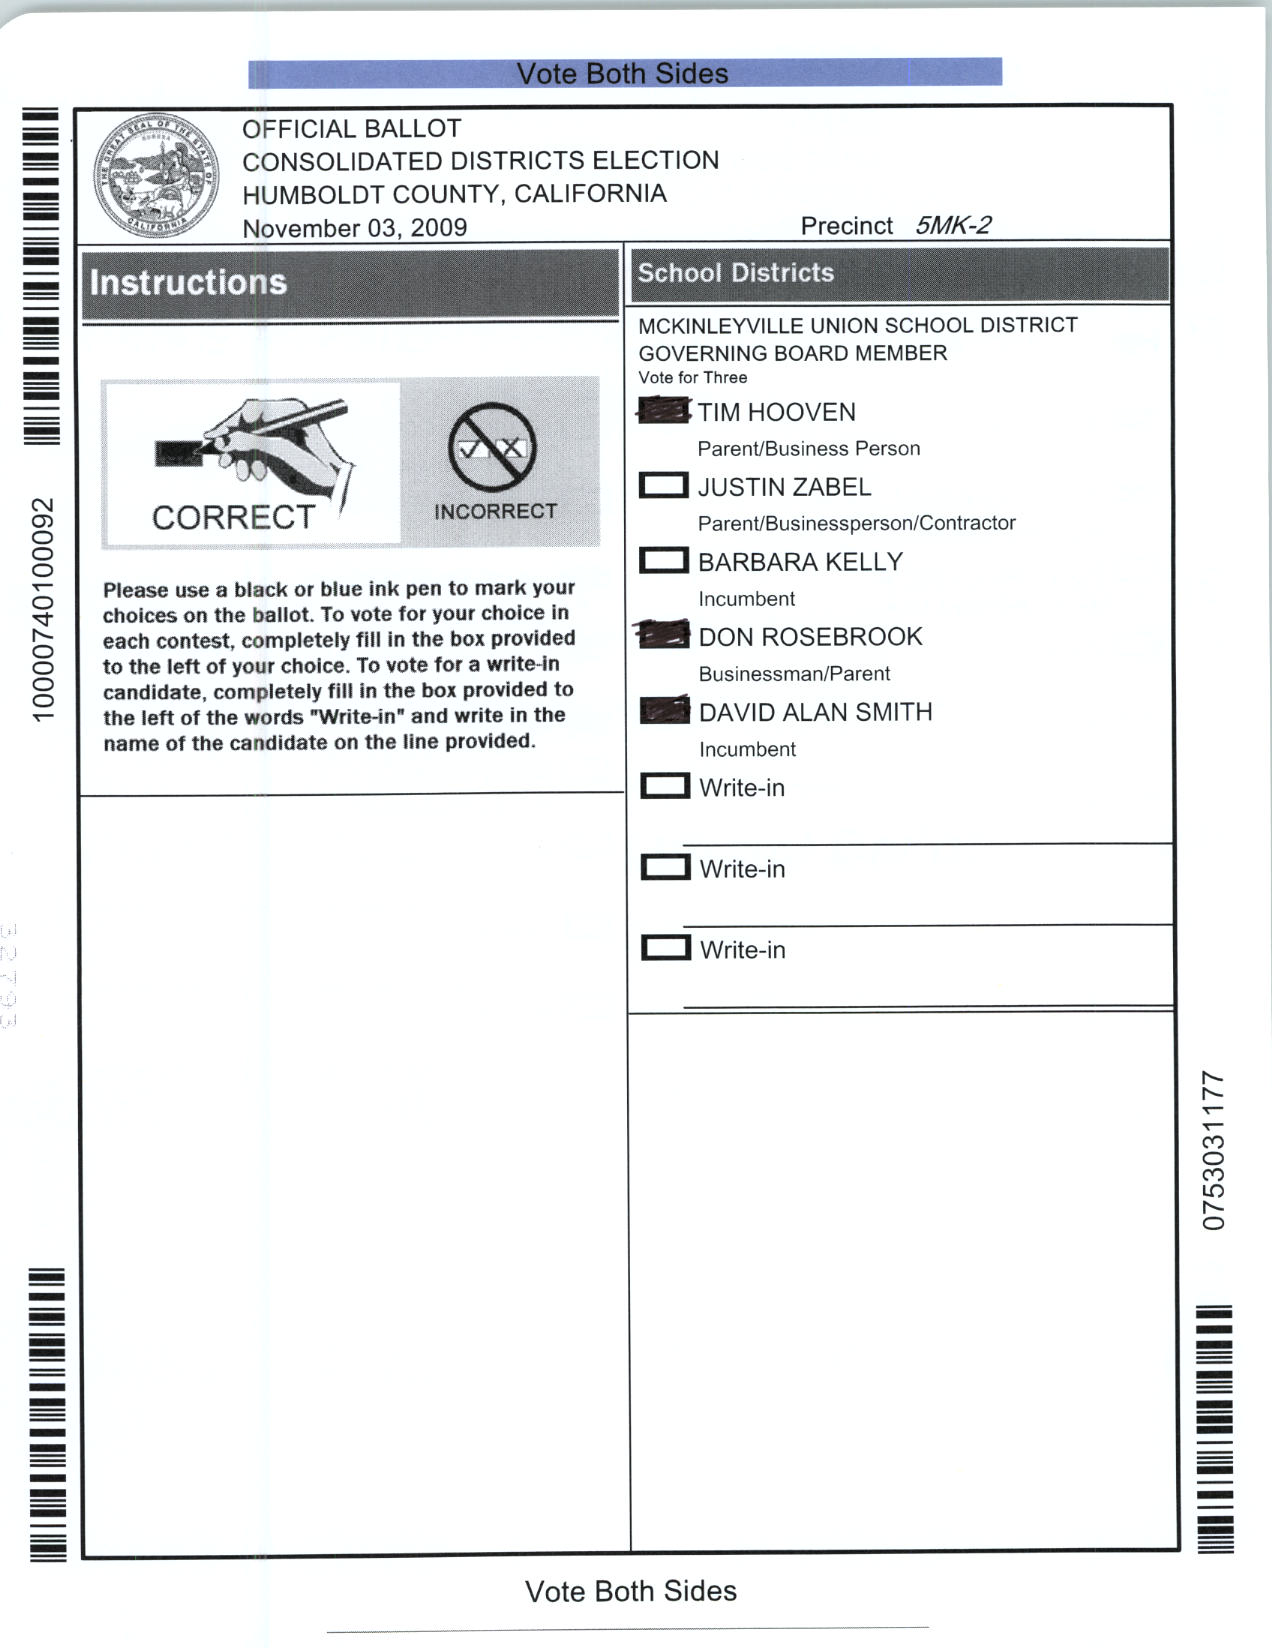 Vote Both Sides
OFFICIAL BALLOT
CONSOLIDATED DISTRICTS ELECTION
HUMBOLDT COUNTY, CALIFORNIA
November 03, 2009
Precinct 5MK-2
THE GREAT SEAL OF THE STATE OF CALIFORNIA
EUREKA
Instructions
CORRECT
INCORRECT
Please use a black or blue ink pen to mark your
choices on the ballot. To vote for your choice in
each contest, completely fill in the box provided
to the left of your choice. To vote for a write-in
candidate, completely fill in the box provided to
the left of the words "Write-in" and write in the
name of the candidate on the line provided.
School Districts
MCKINLEYVILLE UNION SCHOOL DISTRICT
GOVERNING BOARD MEMBER
Vote for Three
TIM HOOVEN
Parent/Business Person
JUSTIN ZABEL
Parent/Businessperson/Contractor
BARBARA KELLY
Incumbent
DON ROSEBROOK
Businessman/Parent
DAVID ALAN SMITH
Incumbent
Write-in
Write-in
Write-in
10000740100092
0753031177
Vote Both Sides